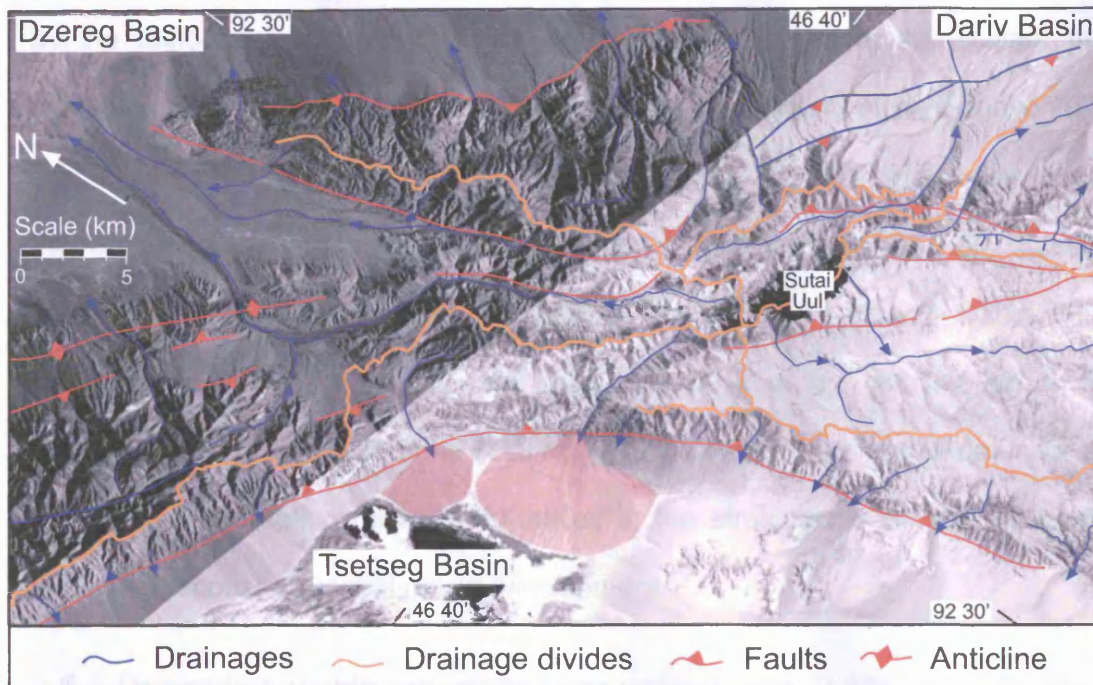 Dzereg Basin
92 30'
46 40'
Dariv Basin
N
Scale (km)
0 5
Sutai
Uul
Tsetseg Basin
46 40'
92 30'
Drainages
Drainage divides
Faults
Anticline